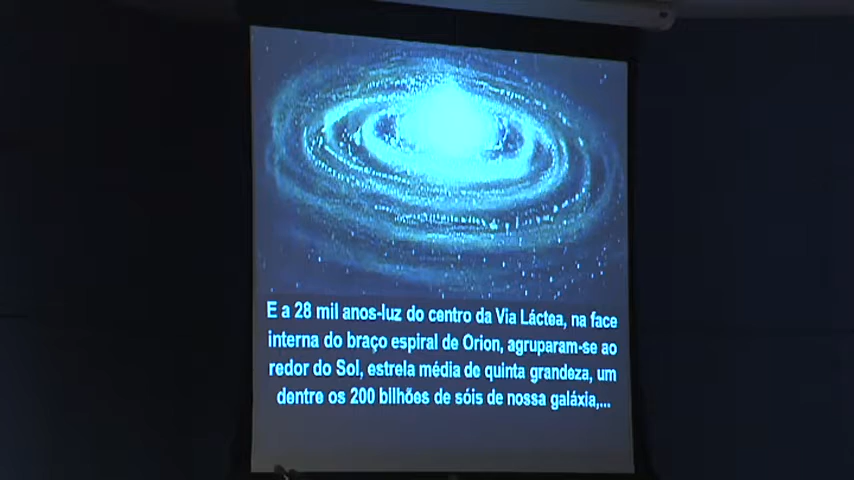 E a 28 mil anos-luz do centro da Via Láctea, na face
interna do braço espiral de Orion, agruparam-se ao
redor do Sol, estrela média de quinta grandeza, um
dentre os 200 bilhões de sóis de nossa galáxia,...